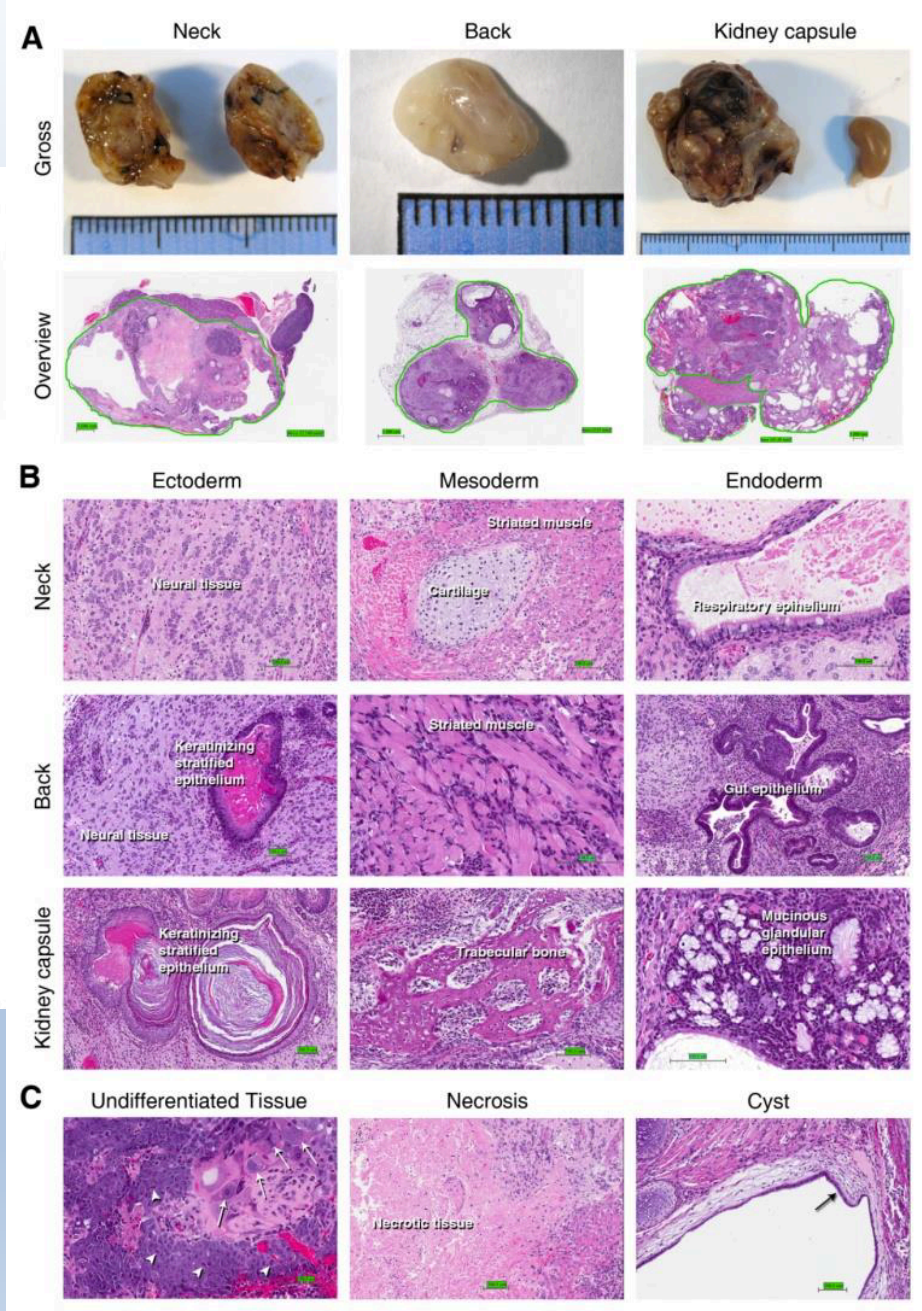 A
Neck
Back
Kidney capsule
Gross
Overview
B
Ectoderm
Mesoderm
Endoderm
Neck
Neural tissue
Striated muscle
Cartilage
Respiratory epihelium
Back
Keratinizing
stratified
epithelium
Neural tissue
Striated muscle
Gut epithelium
Kidney capsule
Keratinizing
stratified
epithelium
Trabecular bone
Mucinous
glandular
epithelium
C
Undifferentiated Tissue
Necrosis
Cyst
Necrotic tissue